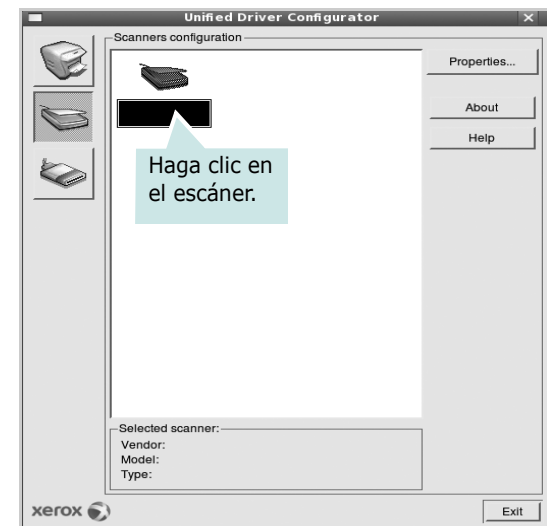 Unified Driver Configurator
Scanners configuration
Properties...
About
Help
Haga clic en
el escáner.
Selected scanner:
Vendor:
Model:
Type:
xerox
Exit